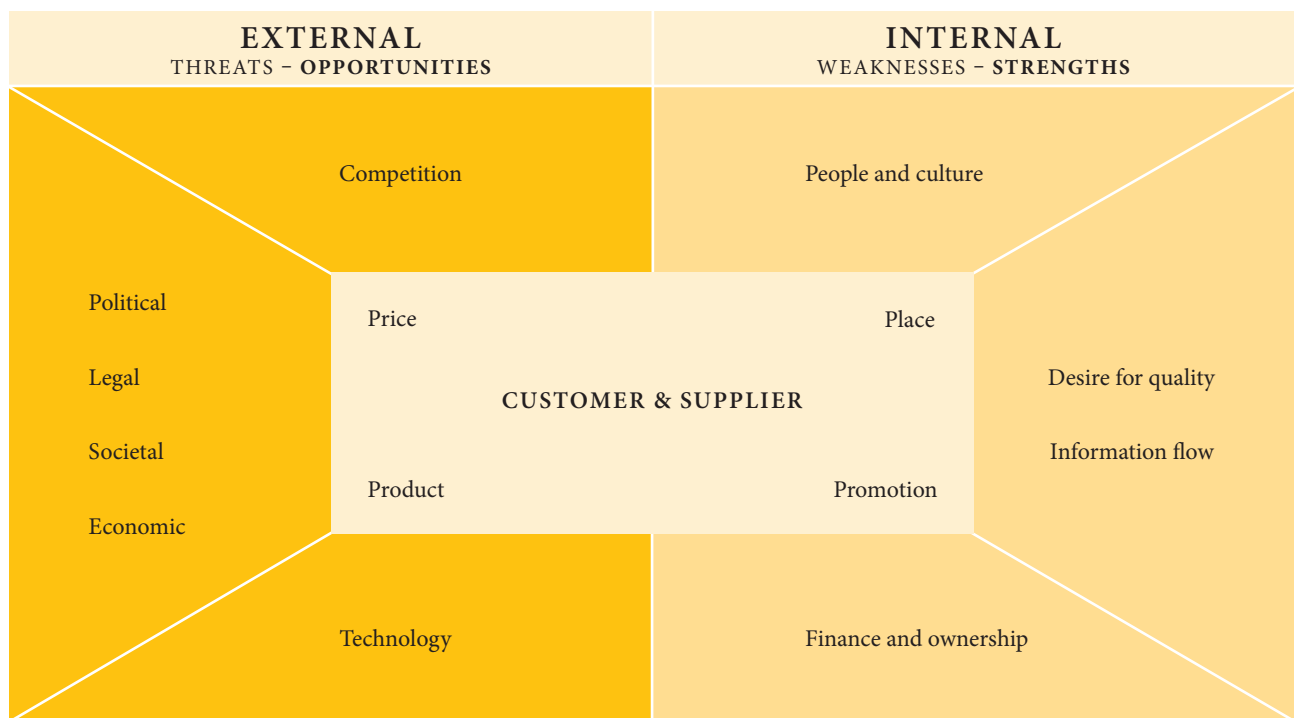 EXTERNAL
THREATS – OPPORTUNITIES
INTERNAL
WEAKNESSES – STRENGTHS
Competition
People and culture
Political
Legal
Societal
Economic
Price
Place
CUSTOMER & SUPPLIER
Product
Promotion
Desire for quality
Information flow
Technology
Finance and ownership